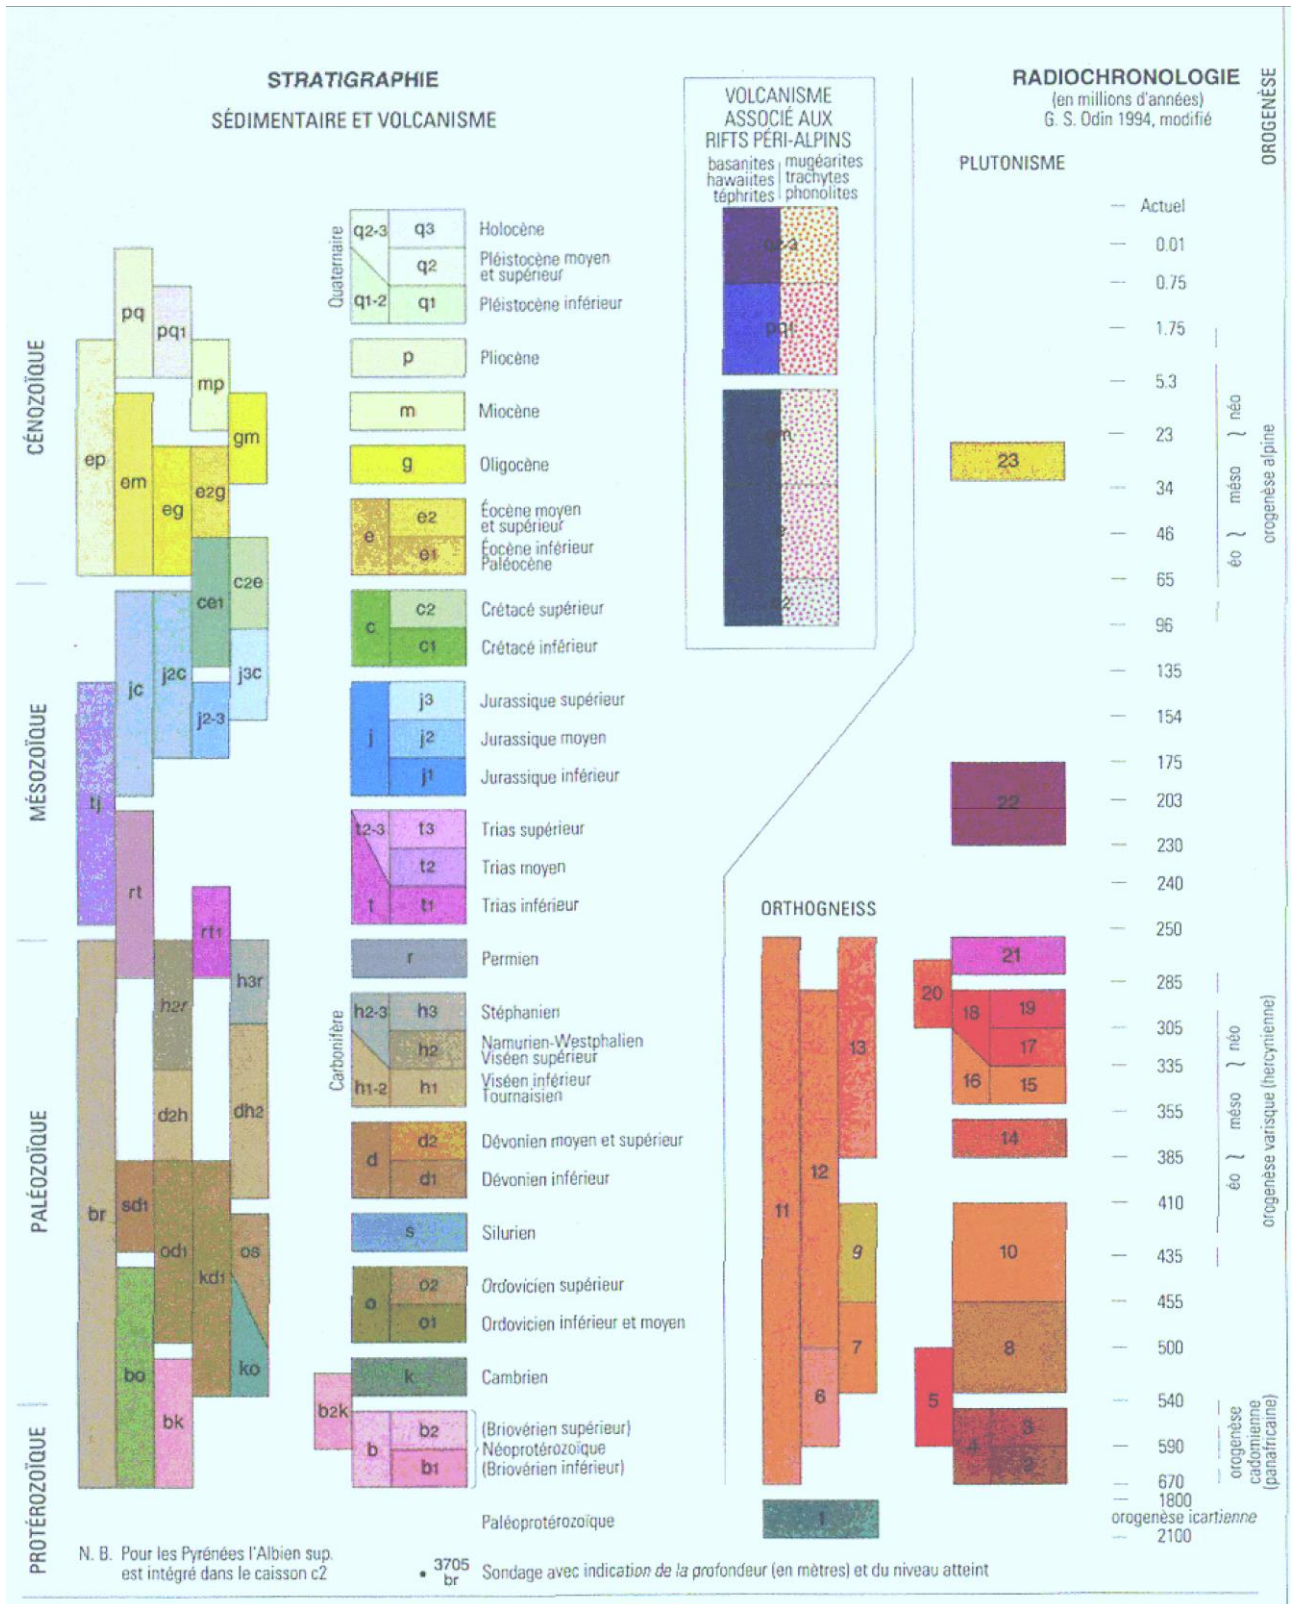 STRATIGRAPHIE
SÉDIMENTAIRE ET VOLCANISME
VOLCANISME
ASSOCIÉ AUX
RIFTS PÉRI-ALPINS
basanites
hawaiites
téphrites
mugéarites
trachytes
phonolites
RADIOCHRONOLOGIE
(en millions d'années)
G. S. Odin 1994, modifié
PLUTONISME
OROGENÈSE
CÉNOZOÏQUE
MÉSOZOÏQUE
PALÉOZOÏQUE
PROTÉROZOÏQUE
pq
pq1
ep
em
eg
mp
e2g
gm
ce1
c2e
jc
j2c
j2-3
j3c
tj
rt
rt1
h2r
h3r
d2h
dh2
br
sd1
od1
kd1
os
ko
bo
bk
b2k
Quaternaire
q2-3
q3
Holocène
q2
Pléistocène moyen
et supérieur
q1-2
q1
Pléistocène inférieur
p
Pliocène
m
Miocène
g
Oligocène
e
e2
Éocène moyen
et supérieur
e1
Éocène inférieur
Paléocène
c
c2
Crétacé supérieur
c1
Crétacé inférieur
j
j3
Jurassique supérieur
j2
Jurassique moyen
j1
Jurassique inférieur
t2-3
t3
Trias supérieur
t2
Trias moyen
t
t1
Trias inférieur
r
Permien
Carbonifère
h2-3
h3
Stéphanien
h2
Namurien-Westphalien
Viséen supérieur
h1-2
h1
Viséen inférieur
Tournaisien
d
d2
Dévonien moyen et supérieur
d1
Dévonien inférieur
s
Silurien
o
o2
Ordovicien supérieur
o1
Ordovicien inférieur et moyen
k
Cambrien
b
b2
(Briovérien supérieur)
Néoprotérozoïque
b1
(Briovérien inférieur)
Paléoprotérozoïque
q2-3
pq1
gm
c2
ORTHOGNEISS
11
12
13
9
7
6
1
23
22
21
20
18
19
17
16
15
14
10
8
5
4
3
2
Actuel
0.01
0.75
1.75
5.3
23
34
46
65
96
135
154
175
203
230
240
250
285
305
335
355
385
410
435
455
500
540
590
670
1800
orogenèse icartienne
2100
éo ~ méso ~ néo
orogenèse alpine
éo ~ méso ~ néo
orogenèse varisque (hercynienne)
orogenèse
cadomienne
(panafricaine)
N. B. Pour les Pyrénées l'Albien sup.
est intégré dans le caisson c2
3705
br
Sondage avec indication de la profondeur (en mètres) et du niveau atteint